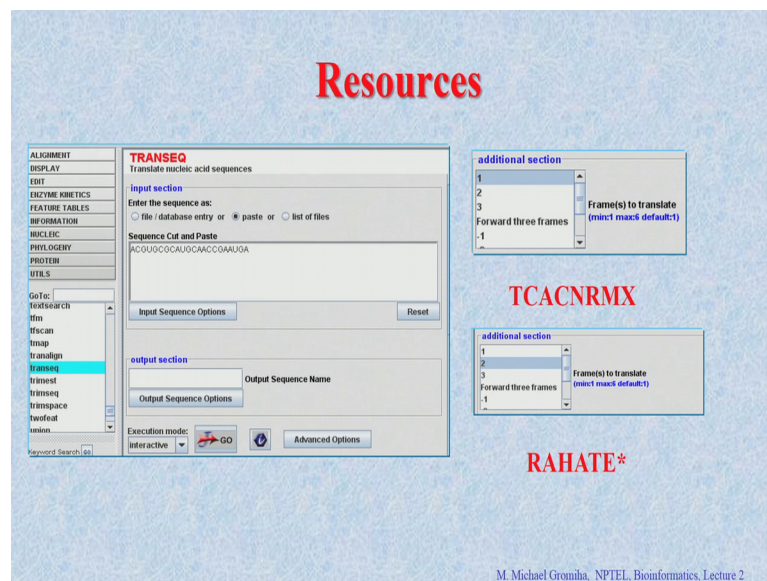 Resources
ALIGNMENT
DISPLAY
EDIT
ENZYME KINETICS
FEATURE TABLES
INFORMATION
NUCLEIC
PHYLOGENY
PROTEIN
UTILS
GoTo:
textsearch
tfm
tfscan
tmap
tranalign
transeq
trimest
trimseq
trimspace
twofeat
union
Keyword Search GO
TRANSEQ
Translate nucleic acid sequences
input section
Enter the sequence as:
file / database entry or paste or list of files
Sequence Cut and Paste
ACGUGCGCAUGCAACCGAAUGA
Input Sequence Options Reset
output section
Output Sequence Name
Output Sequence Options
Execution mode:
interactive GO Advanced Options
additional section
1
2
3
Forward three frames
-1
Frame(s) to translate
(min:1 max:6 default:1)
TCACNRMX
additional section
1
2
3
Forward three frames
-1
Frame(s) to translate
(min:1 max:6 default:1)
RAHATE*
M. Michael Gromiha, NPTEL, Bioinformatics, Lecture 2